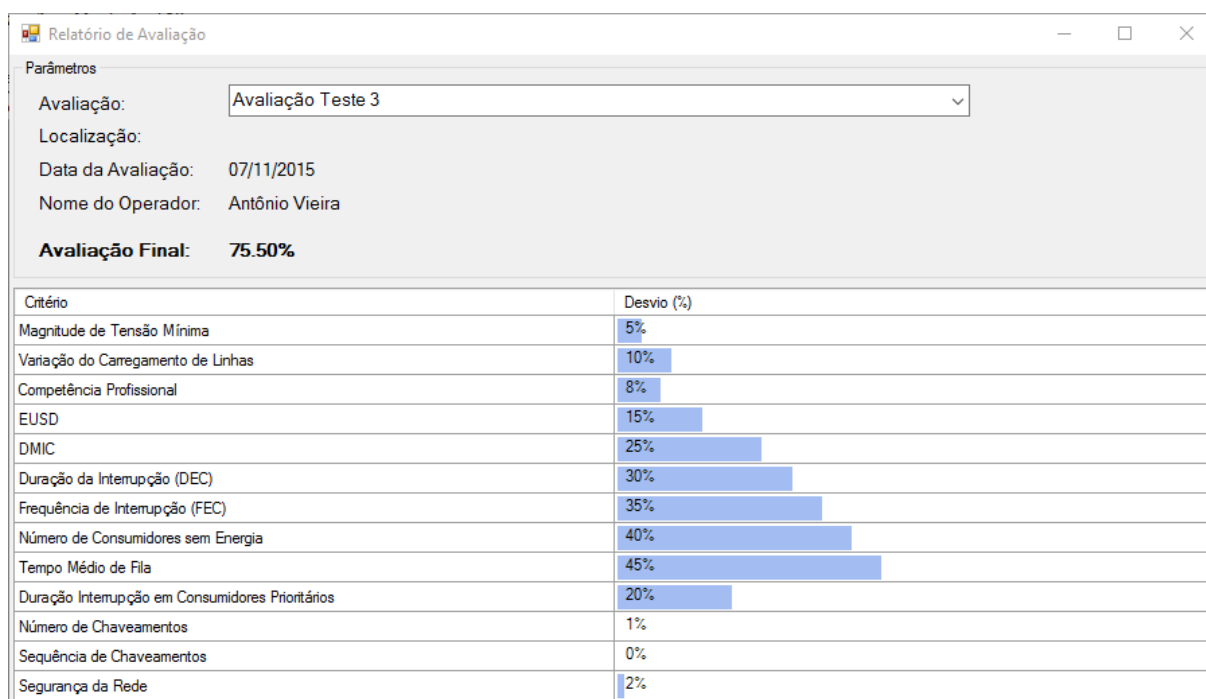 Relatório de Avaliação
Parâmetros
Avaliação: Avaliação Teste 3
Localização:
Data da Avaliação: 07/11/2015
Nome do Operador: Antônio Vieira
Avaliação Final: 75.50%
Critério Desvio (%)
Magnitude de Tensão Mínima 5%
Variação do Carregamento de Linhas 10%
Competência Profissional 8%
EUSD 15%
DMIC 25%
Duração da Interrupção (DEC) 30%
Frequência de Interrupção (FEC) 35%
Número de Consumidores sem Energia 40%
Tempo Médio de Fila 45%
Duração Interrupção em Consumidores Prioritários 20%
Número de Chaveamentos 1%
Sequência de Chaveamentos 0%
Segurança da Rede 2%